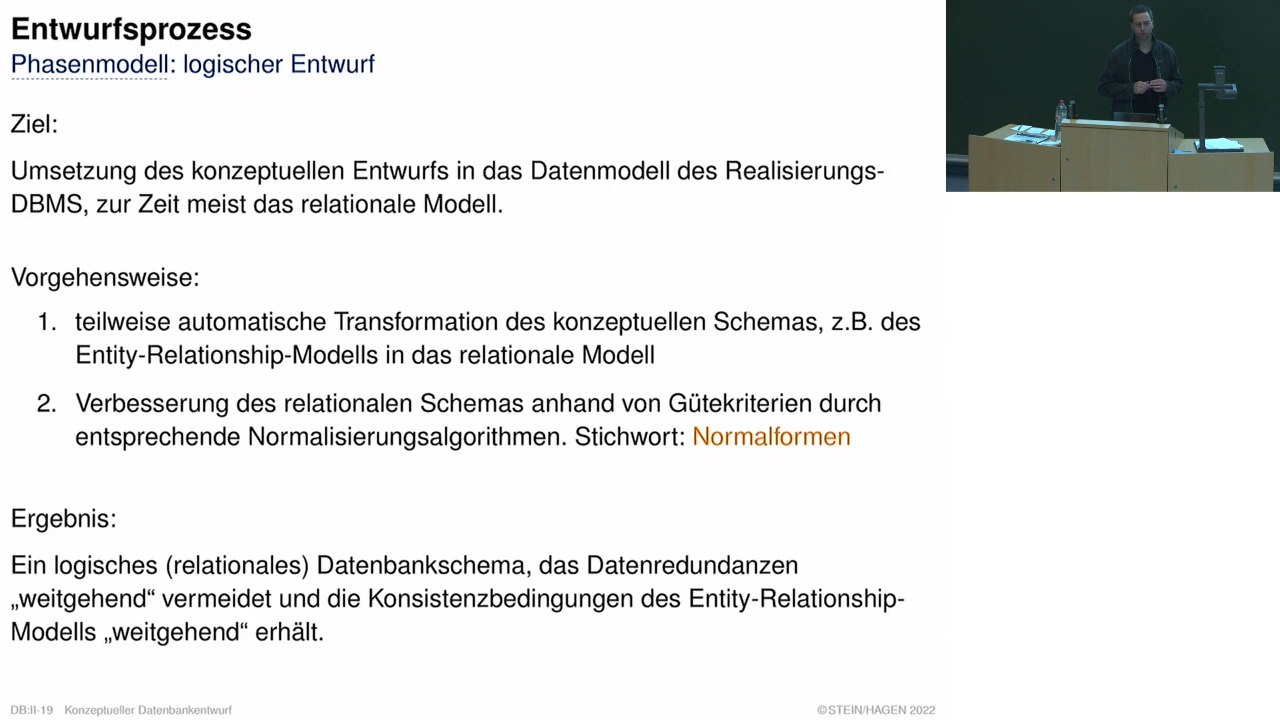 Entwurfsprozess
Phasenmodell: logischer Entwurf
Ziel:
Umsetzung des konzeptuellen Entwurfs in das Datenmodell des Realisierungs-
DBMS, zur Zeit meist das relationale Modell.
Vorgehensweise:
1. teilweise automatische Transformation des konzeptuellen Schemas, z.B. des
Entity-Relationship-Modells in das relationale Modell
2. Verbesserung des relationalen Schemas anhand von Gütekriterien durch
entsprechende Normalisierungsalgorithmen. Stichwort: Normalformen
Ergebnis:
Ein logisches (relationales) Datenbankschema, das Datenredundanzen
„weitgehend“ vermeidet und die Konsistenzbedingungen des Entity-Relationship-
Modells „weitgehend“ erhält.
DB:II-19 Konzeptueller Datenbankentwurf ©STEIN/HAGEN 2022